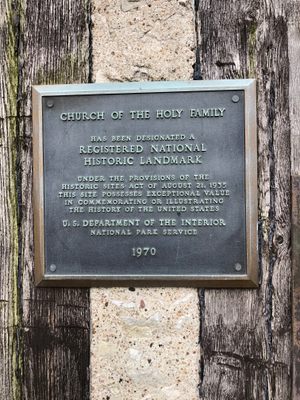 CHURCH OF THE HOLY FAMILY
HAS BEEN DESIGNATED A
REGISTERED NATIONAL
HISTORIC LANDMARK
UNDER THE PROVISIONS OF THE
HISTORIC SITES ACT OF AUGUST 21, 1935
THIS SITE POSSESSES EXCEPTIONAL VALUE
IN COMMEMORATING OR ILLUSTRATING
THE HISTORY OF THE UNITED STATES
U.S. DEPARTMENT OF THE INTERIOR
NATIONAL PARK SERVICE
1970